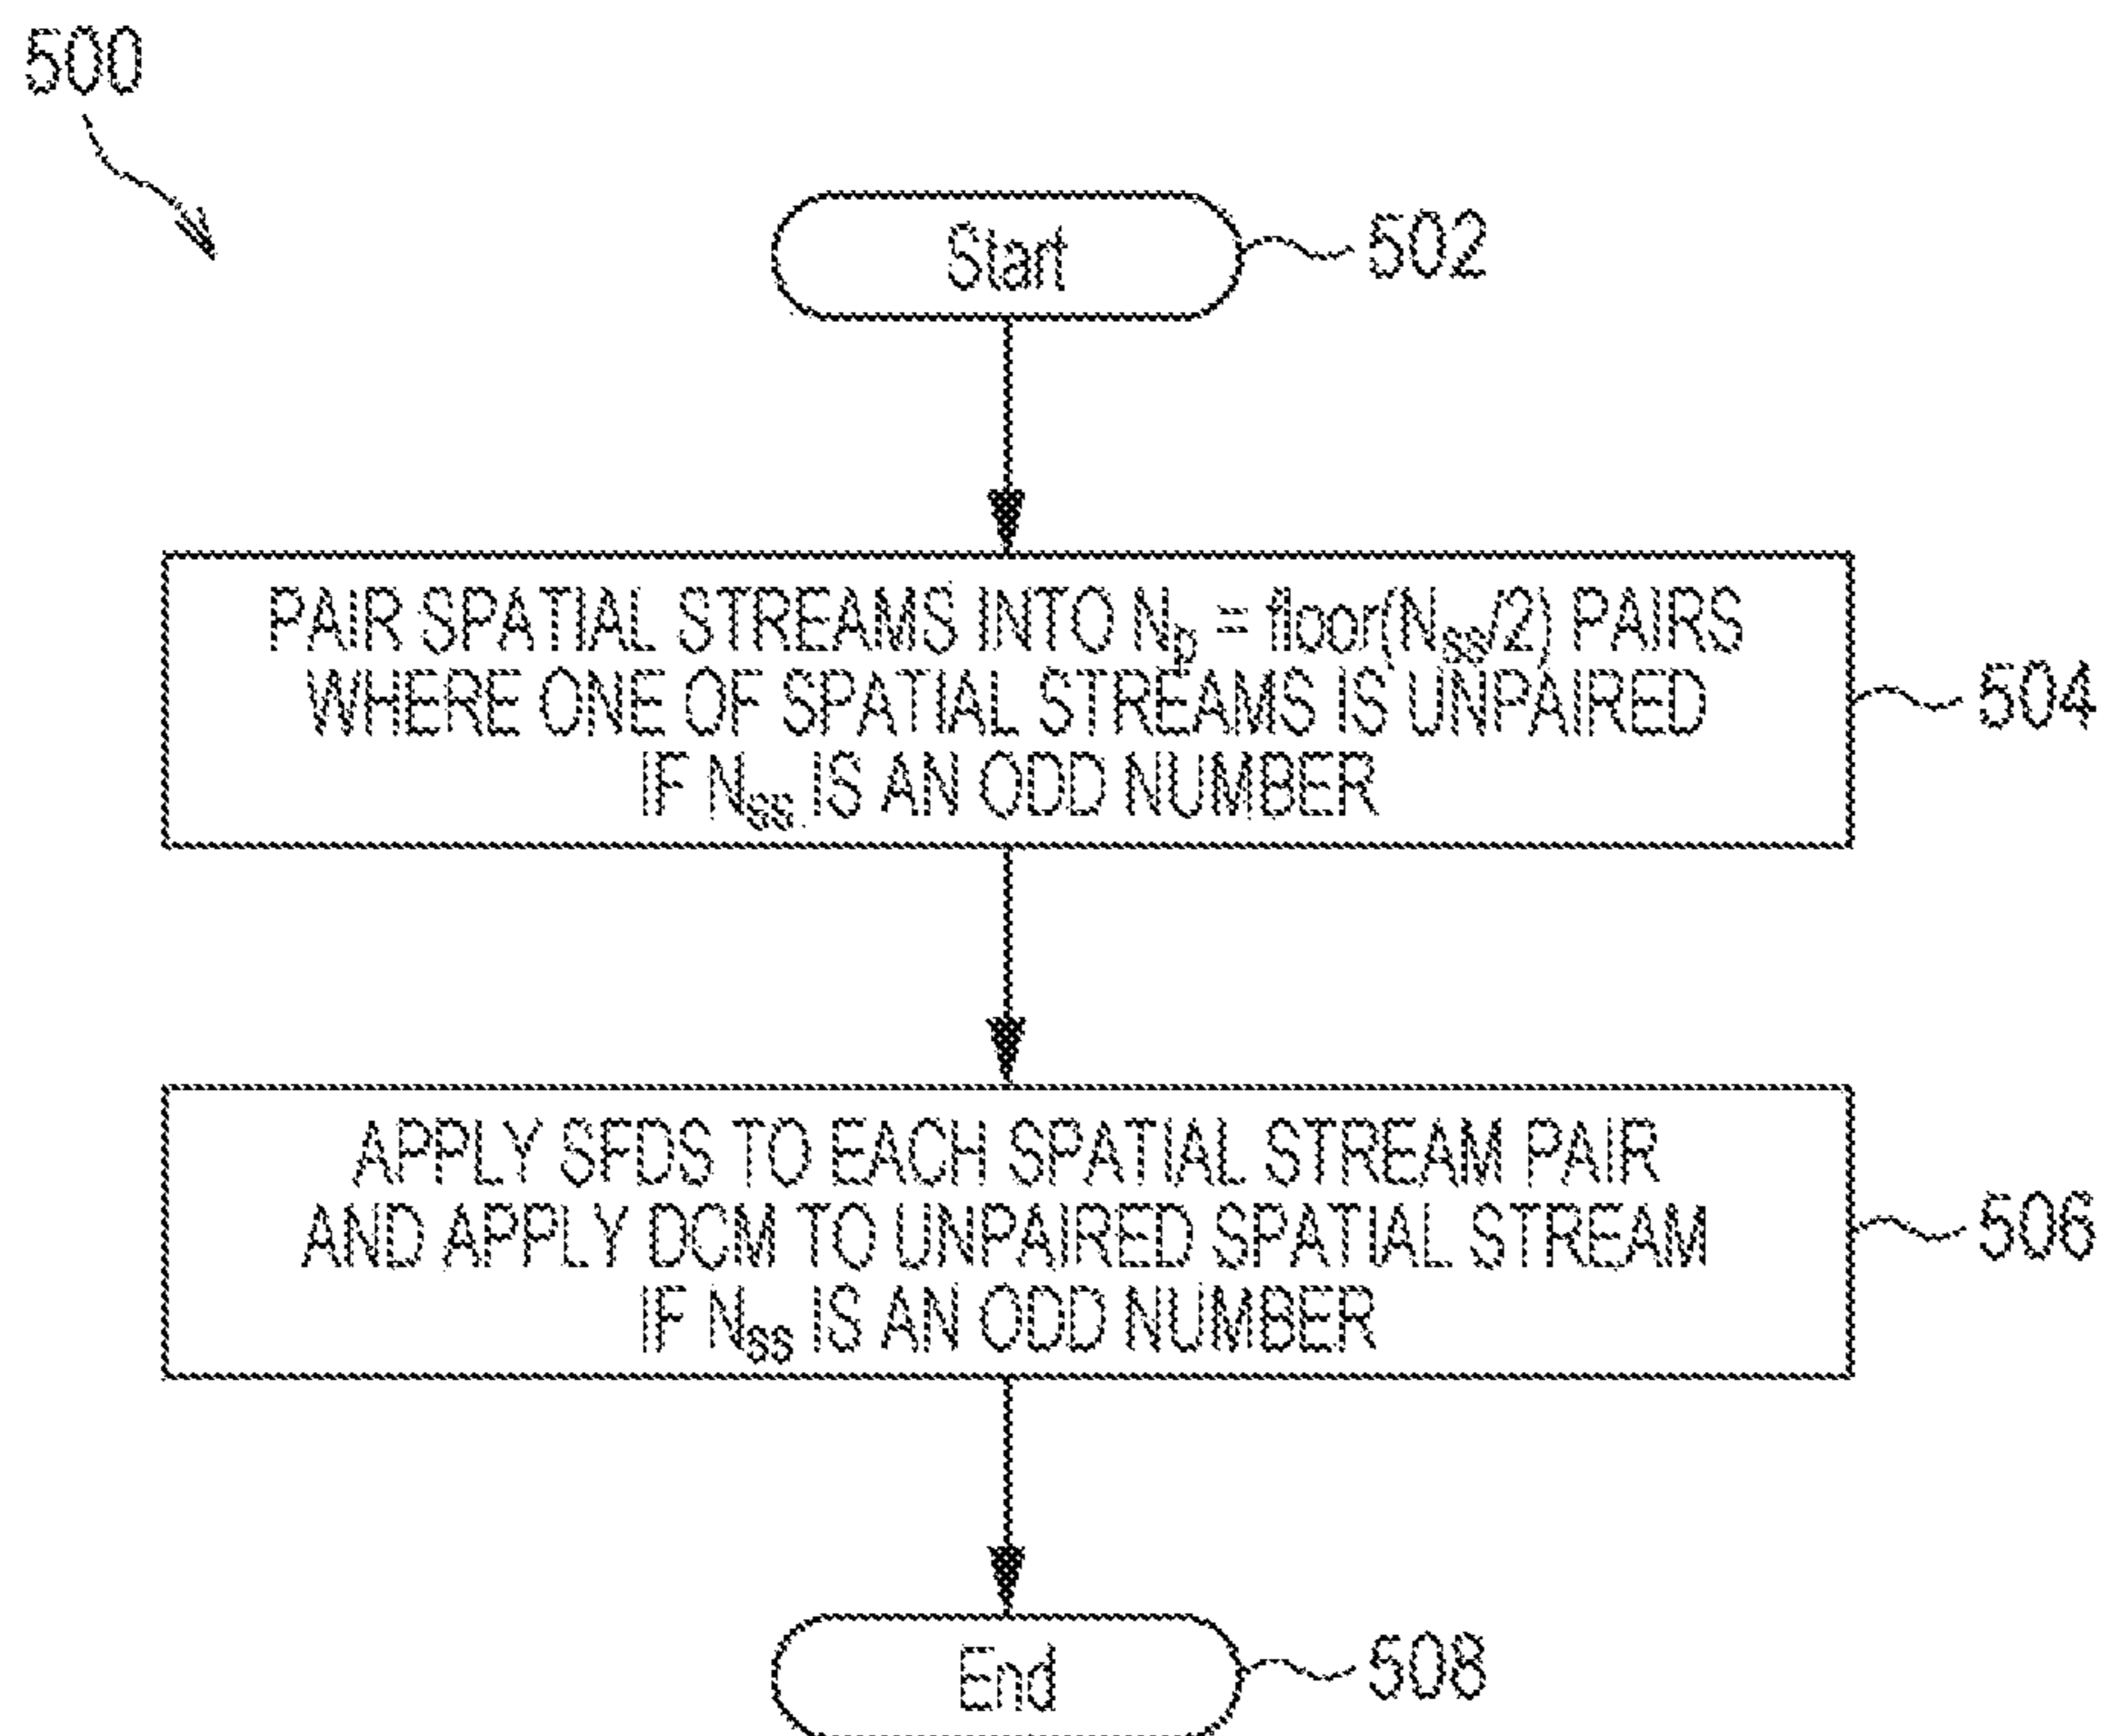 500
Start
502
PAIR SPATIAL STREAMS INTO Np = floor(Nss/2) PAIRS
WHERE ONE OF SPATIAL STREAMS IS UNPAIRED
IF Nss IS AN ODD NUMBER
504
APPLY SFDS TO EACH SPATIAL STREAM PAIR
AND APPLY DCM TO UNPAIRED SPATIAL STREAM
IF Nss IS AN ODD NUMBER
506
End
508